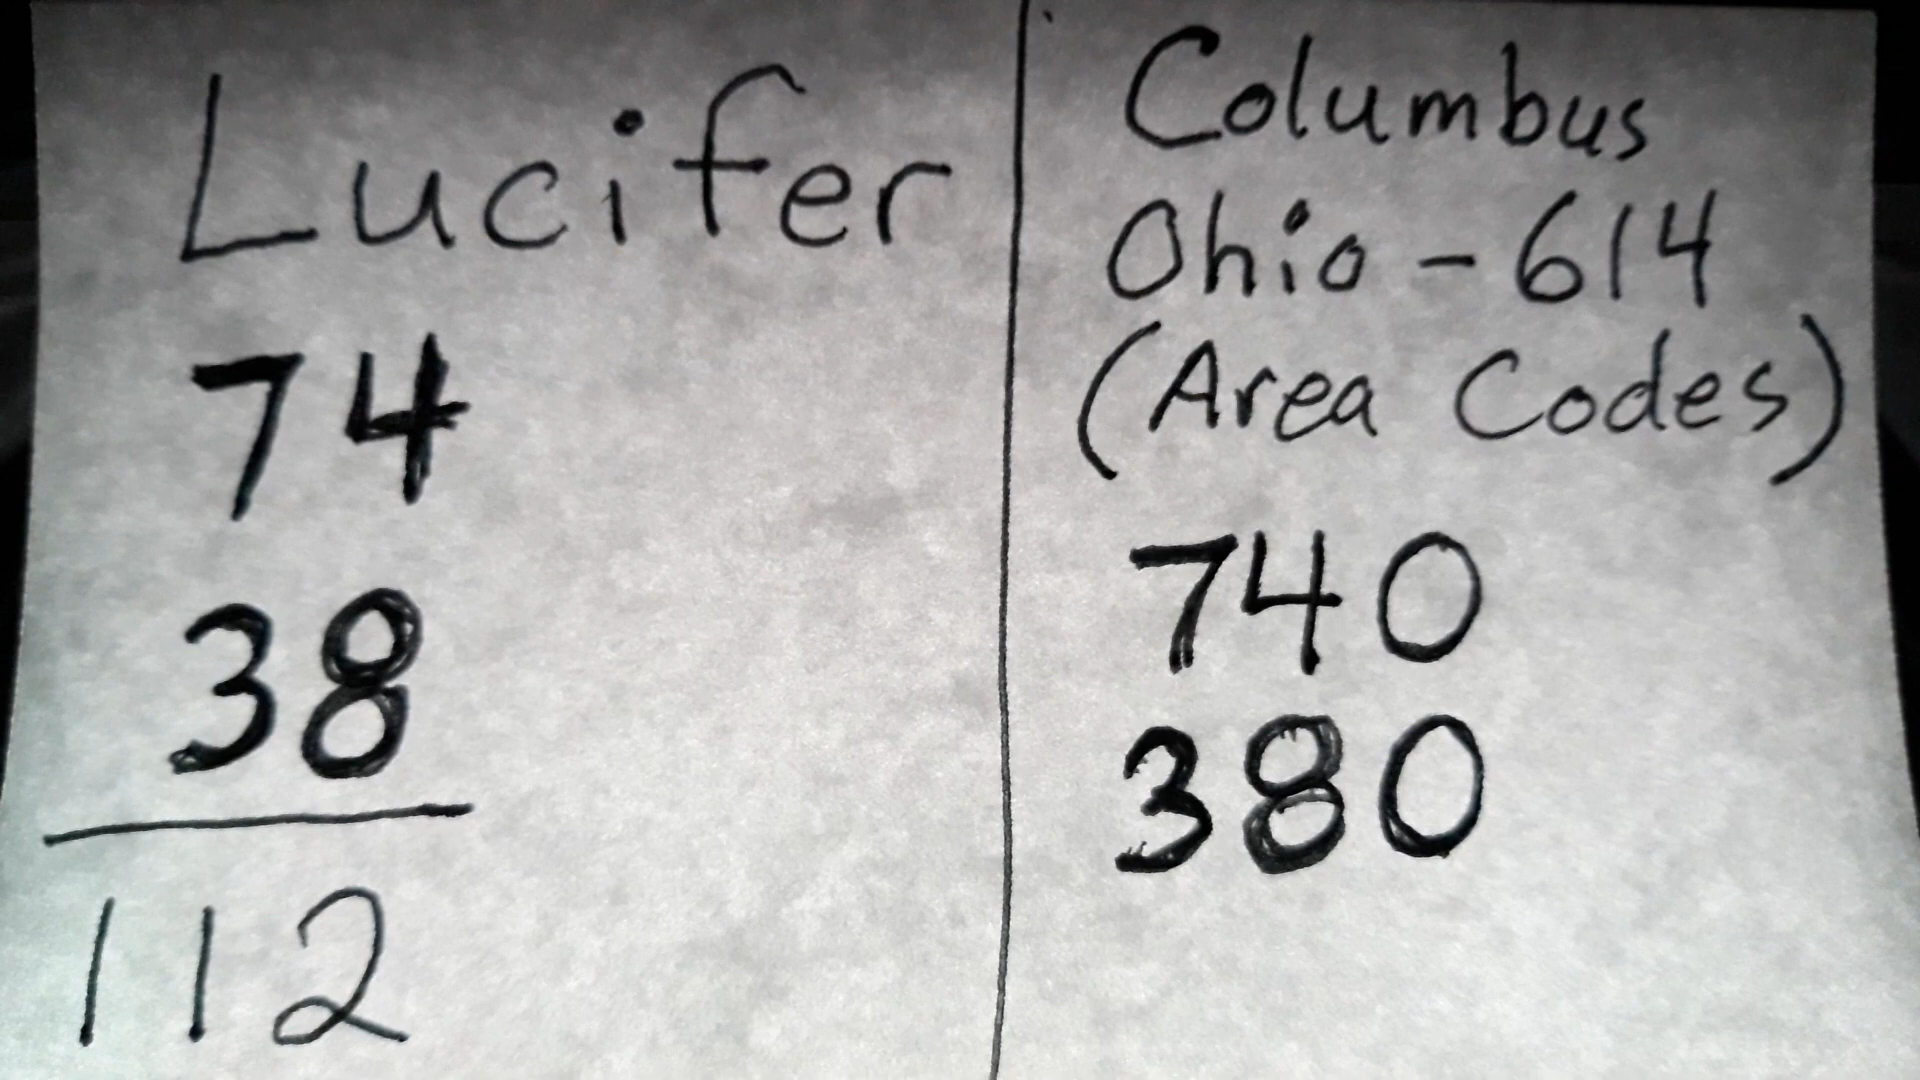 Lucifer
74
38
112
Columbus
Ohio - 614
(Area Codes)
740
380